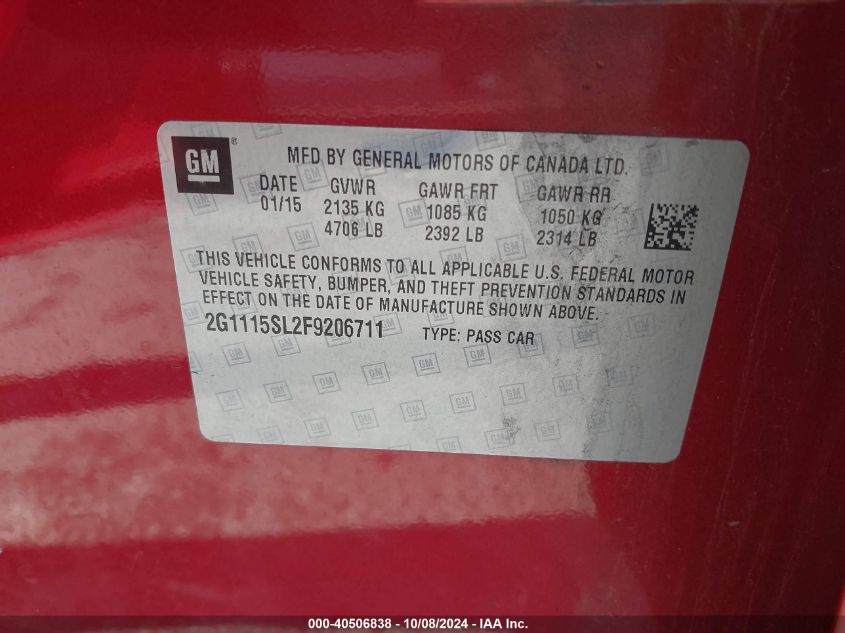 GM ®
MFD BY GENERAL MOTORS OF CANADA LTD.
DATE GVWR GAWR FRT GAWR RR
01/15 2135 KG 1085 KG 1050 KG
4706 LB 2392 LB 2314 LB
THIS VEHICLE CONFORMS TO ALL APPLICABLE U.S. FEDERAL MOTOR
VEHICLE SAFETY, BUMPER, AND THEFT PREVENTION STANDARDS IN
EFFECT ON THE DATE OF MANUFACTURE SHOWN ABOVE.
2G1115SL2F9206711 TYPE: PASS CAR
000-40506838 - 10/08/2024 - IAA Inc.